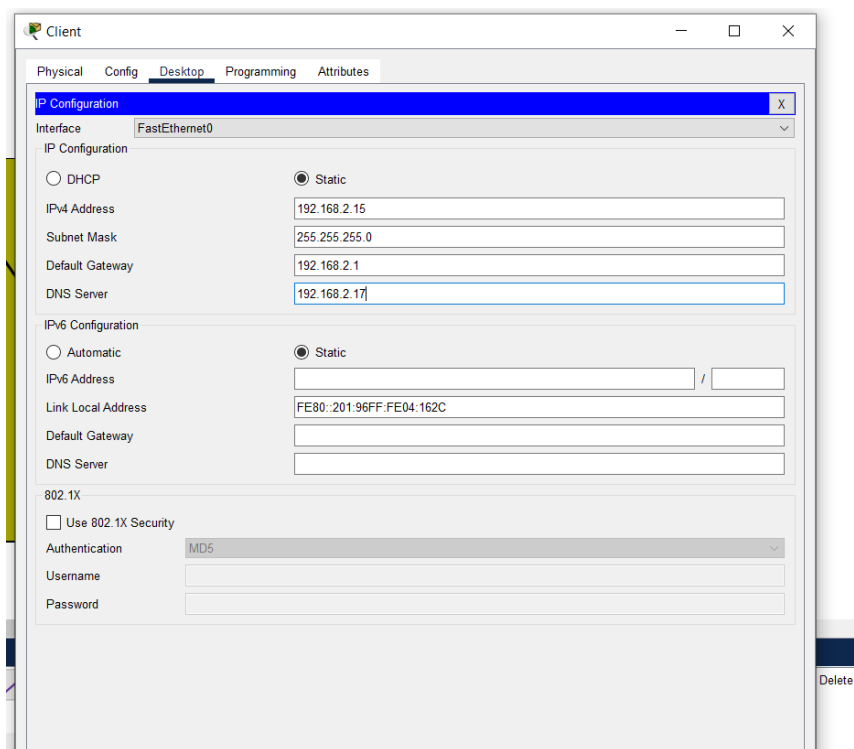 Client
Physical Config Desktop Programming Attributes
IP Configuration X
Interface FastEthernet0
IP Configuration
DHCP Static
IPv4 Address 192.168.2.15
Subnet Mask 255.255.255.0
Default Gateway 192.168.2.1
DNS Server 192.168.2.17
IPv6 Configuration
Automatic Static
IPv6 Address /
Link Local Address FE80::201:96FF:FE04:162C
Default Gateway
DNS Server
802.1X
Use 802.1X Security
Authentication MD5
Username
Password
Delete